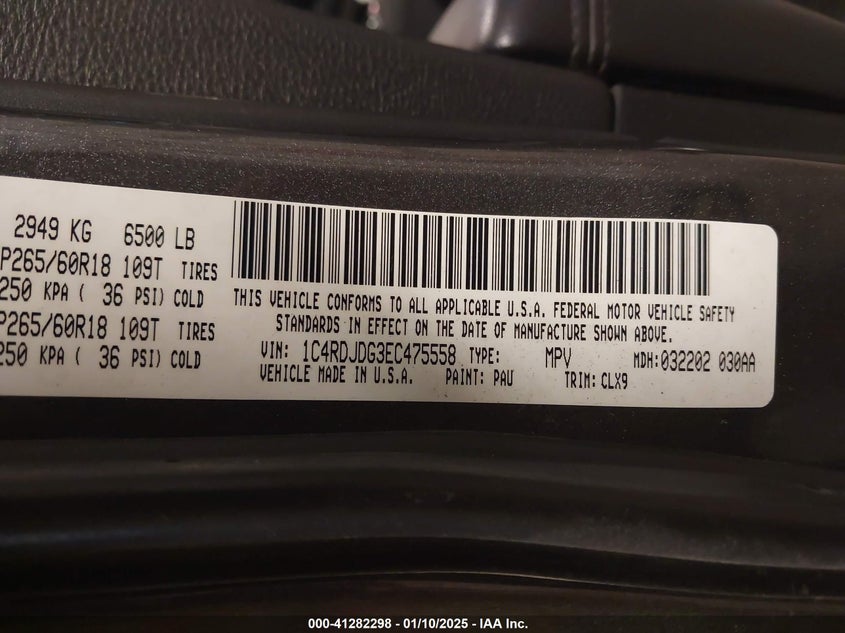 2949 KG 6500 LB
P265/60R18 109T TIRES
250 KPA ( 36 PSI) COLD
P265/60R18 109T TIRES
250 KPA ( 36 PSI) COLD
THIS VEHICLE CONFORMS TO ALL APPLICABLE U.S.A. FEDERAL MOTOR VEHICLE SAFETY
STANDARDS IN EFFECT ON THE DATE OF MANUFACTURE SHOWN ABOVE.
VIN: 1C4RDJDG3EC475558 TYPE: MPV MDH: 032202 030AA
VEHICLE MADE IN U.S.A. PAINT: PAU TRIM: CLX9
000-41282298 - 01/10/2025 - IAA Inc.